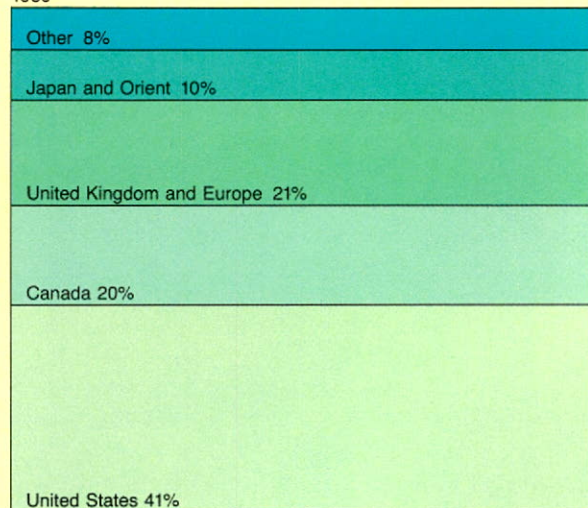 Other 8%
Japan and Orient 10%
United Kingdom and Europe 21%
Canada 20%
United States 41%